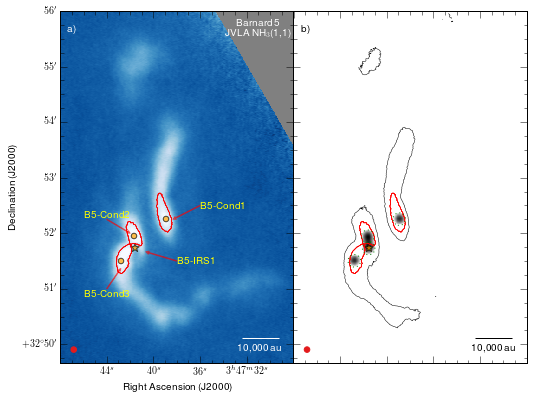 a)
Barnard 5
JVLA NH₃(1,1)
b)
56′
55′
54′
53′
52′
51′
+32°50′
Declination (J2000)
B5-Cond1
B5-Cond2
B5-IRS1
B5-Cond3
10,000 au
10,000 au
44ˢ
40ˢ
36ˢ
3ʰ47ᵐ32ˢ
Right Ascension (J2000)